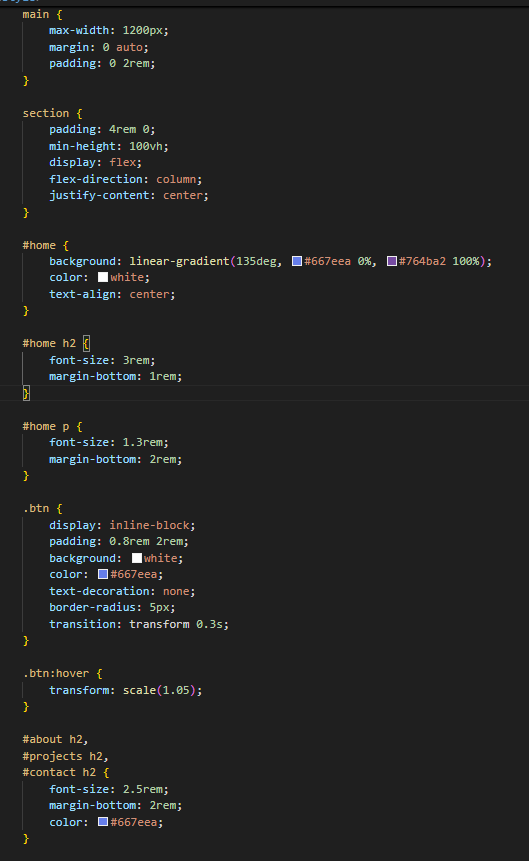 main {
    max-width: 1200px;
    margin: 0 auto;
    padding: 0 2rem;
}

section {
    padding: 4rem 0;
    min-height: 100vh;
    display: flex;
    flex-direction: column;
    justify-content: center;
}

#home {
    background: linear-gradient(135deg, #667eea 0%, #764ba2 100%);
    color: white;
    text-align: center;
}

#home h2 {
    font-size: 3rem;
    margin-bottom: 1rem;
}

#home p {
    font-size: 1.3rem;
    margin-bottom: 2rem;
}

.btn {
    display: inline-block;
    padding: 0.8rem 2rem;
    background: white;
    color: #667eea;
    text-decoration: none;
    border-radius: 5px;
    transition: transform 0.3s;
}

.btn:hover {
    transform: scale(1.05);
}

#about h2,
#projects h2,
#contact h2 {
    font-size: 2.5rem;
    margin-bottom: 2rem;
    color: #667eea;
}